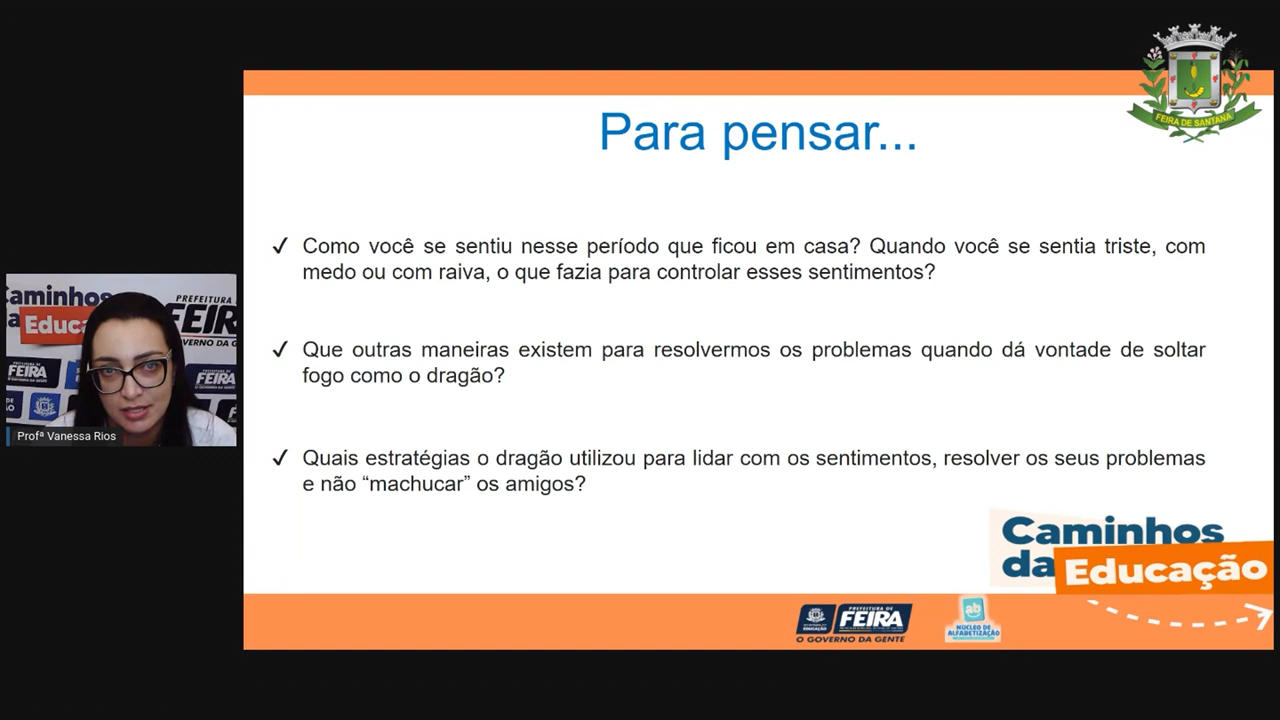 FEIRA DE SANTANA
Para pensar...
✓ Como você se sentiu nesse período que ficou em casa? Quando você se sentia triste, com
medo ou com raiva, o que fazia para controlar esses sentimentos?
✓ Que outras maneiras existem para resolvermos os problemas quando dá vontade de soltar
fogo como o dragão?
✓ Quais estratégias o dragão utilizou para lidar com os sentimentos, resolver os seus problemas
e não “machucar” os amigos?
Caminhos
Educa
PREFEITURA
FEIR
VERNO DA G
FEIRA
FEIRA
Profª Vanessa Rios
Caminhos
da Educação
EDUCAÇÃO
PREFEITURA DE
FEIRA
O GOVERNO DA GENTE
ab
NÚCLEO DE
ALFABETIZAÇÃO